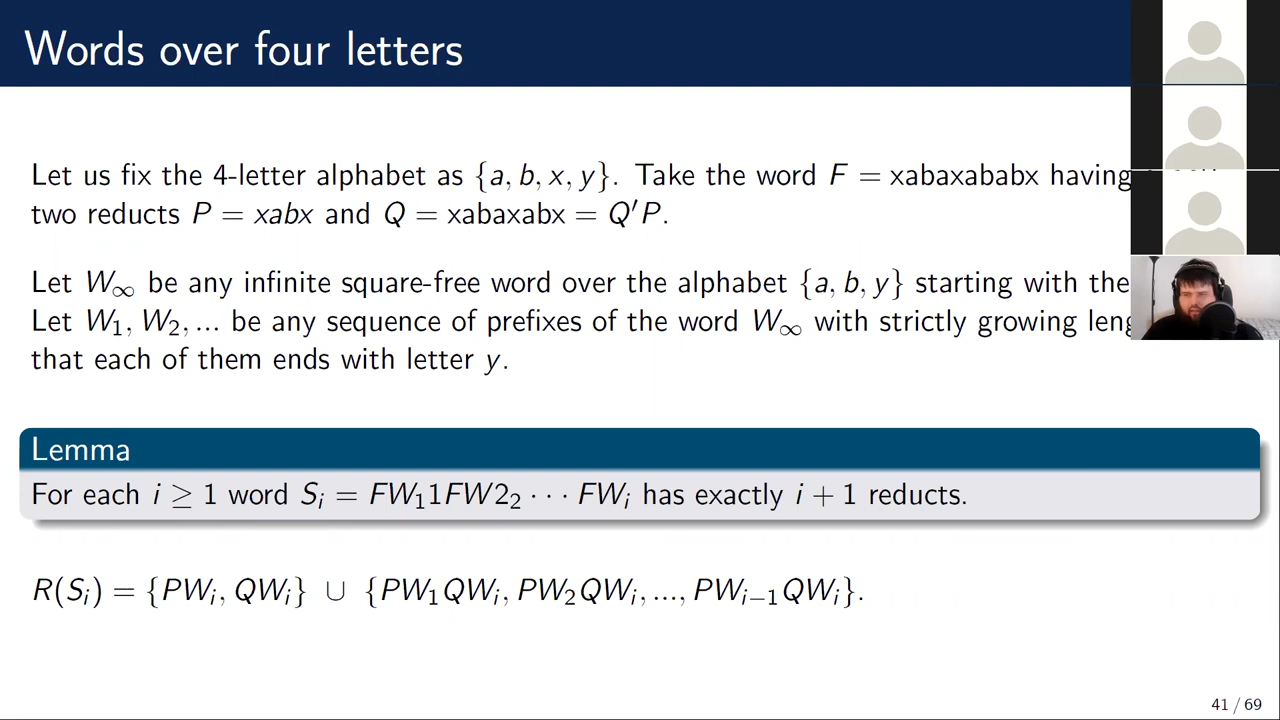 Words over four letters
Let us fix the 4-letter alphabet as {a, b, x, y}. Take the word F = xabaxababx having
two reducts P = xabx and Q = xabaxabx = Q′P.
Let W∞ be any infinite square-free word over the alphabet {a, b, y} starting with the
Let W₁, W₂, ... be any sequence of prefixes of the word W∞ with strictly growing
that each of them ends with letter y.
Lemma
For each i ≥ 1 word Sᵢ = FW₁1FW2₂ ··· FWᵢ has exactly i + 1 reducts.
R(Sᵢ) = {PWᵢ, QWᵢ} ∪ {PW₁QWᵢ, PW₂QWᵢ, ..., PWᵢ₋₁QWᵢ}.
41 / 69